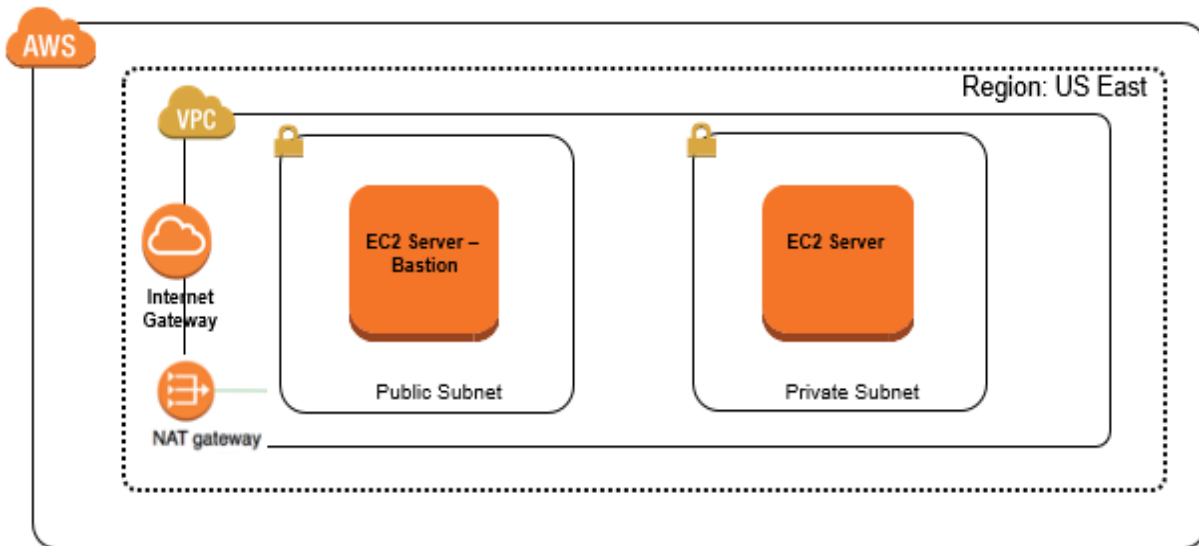 AWS
Region: US East
VPC
EC2 Server –
Bastion
EC2 Server
Internet
Gateway
Public Subnet
Private Subnet
NAT gateway